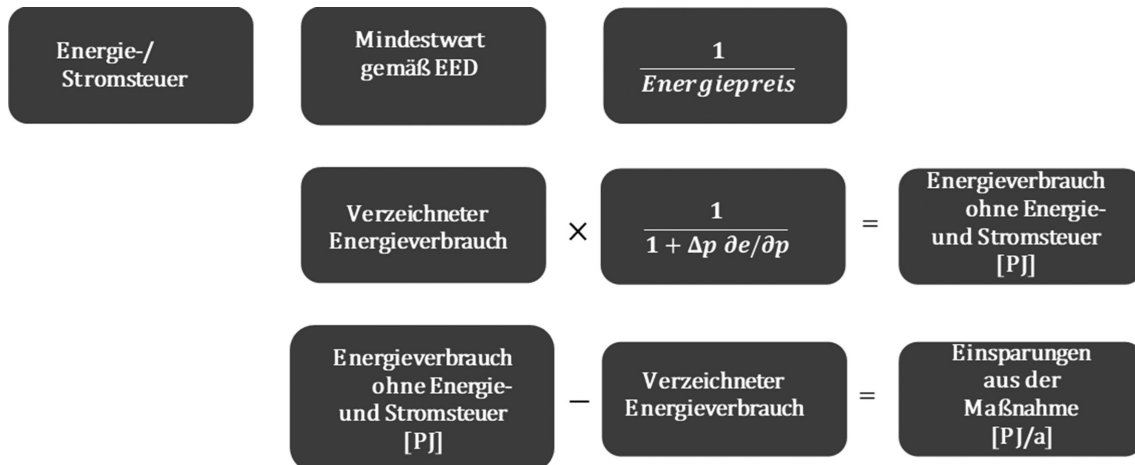 Energie-/
Stromsteuer
Mindestwert
gemäß EED
1
Energiepreis
Verzeichneter
Energieverbrauch
×
1
1 + Δp ∂e/∂p
=
Energieverbrauch
ohne Energie-
und Stromsteuer
[PJ]
Energieverbrauch
ohne Energie-
und Stromsteuer
[PJ]
−
Verzeichneter
Energieverbrauch
=
Einsparungen
aus der
Maßnahme
[PJ/a]